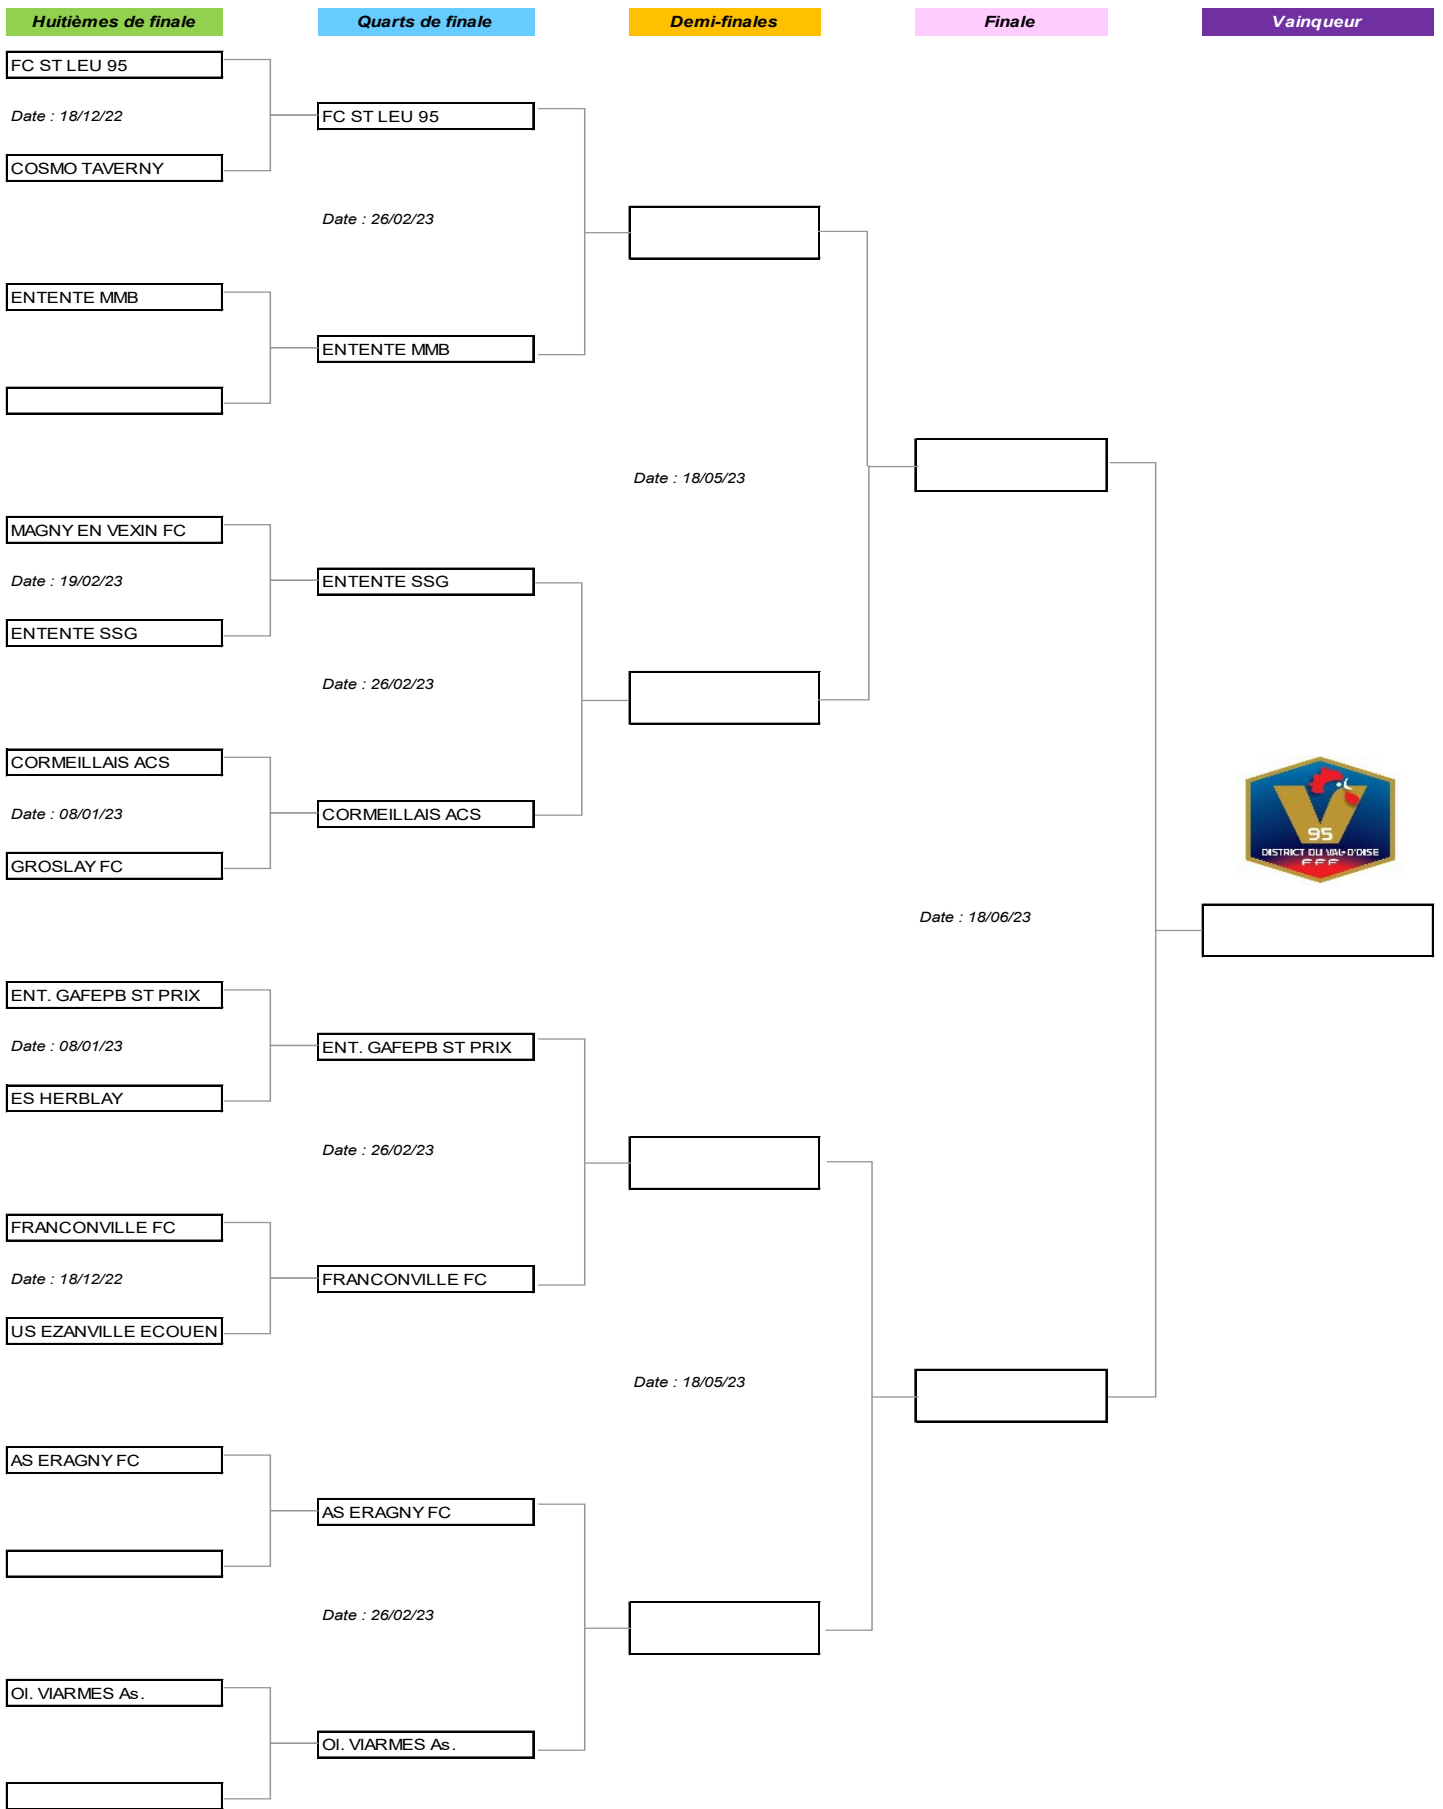 Huitièmes de finale
Quarts de finale
Demi-finales
Finale
Vainqueur
FC ST LEU 95
Date : 18/12/22
FC ST LEU 95
COSMO TAVERNY
Date : 26/02/23
ENTENTE MMB
ENTENTE MMB
Date : 18/05/23
MAGNY EN VEXIN FC
Date : 19/02/23
ENTENTE SSG
ENTENTE SSG
Date : 26/02/23
CORMEILLAIS ACS
Date : 08/01/23
CORMEILLAIS ACS
GROSLAY FC
V
95
DISTRICT DU VAL-D'OISE
FFF
Date : 18/06/23
ENT. GAFEPB ST PRIX
Date : 08/01/23
ENT. GAFEPB ST PRIX
ES HERBLAY
Date : 26/02/23
FRANCONVILLE FC
Date : 18/12/22
FRANCONVILLE FC
US EZANVILLE ECOUEN
Date : 18/05/23
AS ERAGNY FC
AS ERAGNY FC
Date : 26/02/23
Ol. VIARMES As.
Ol. VIARMES As.